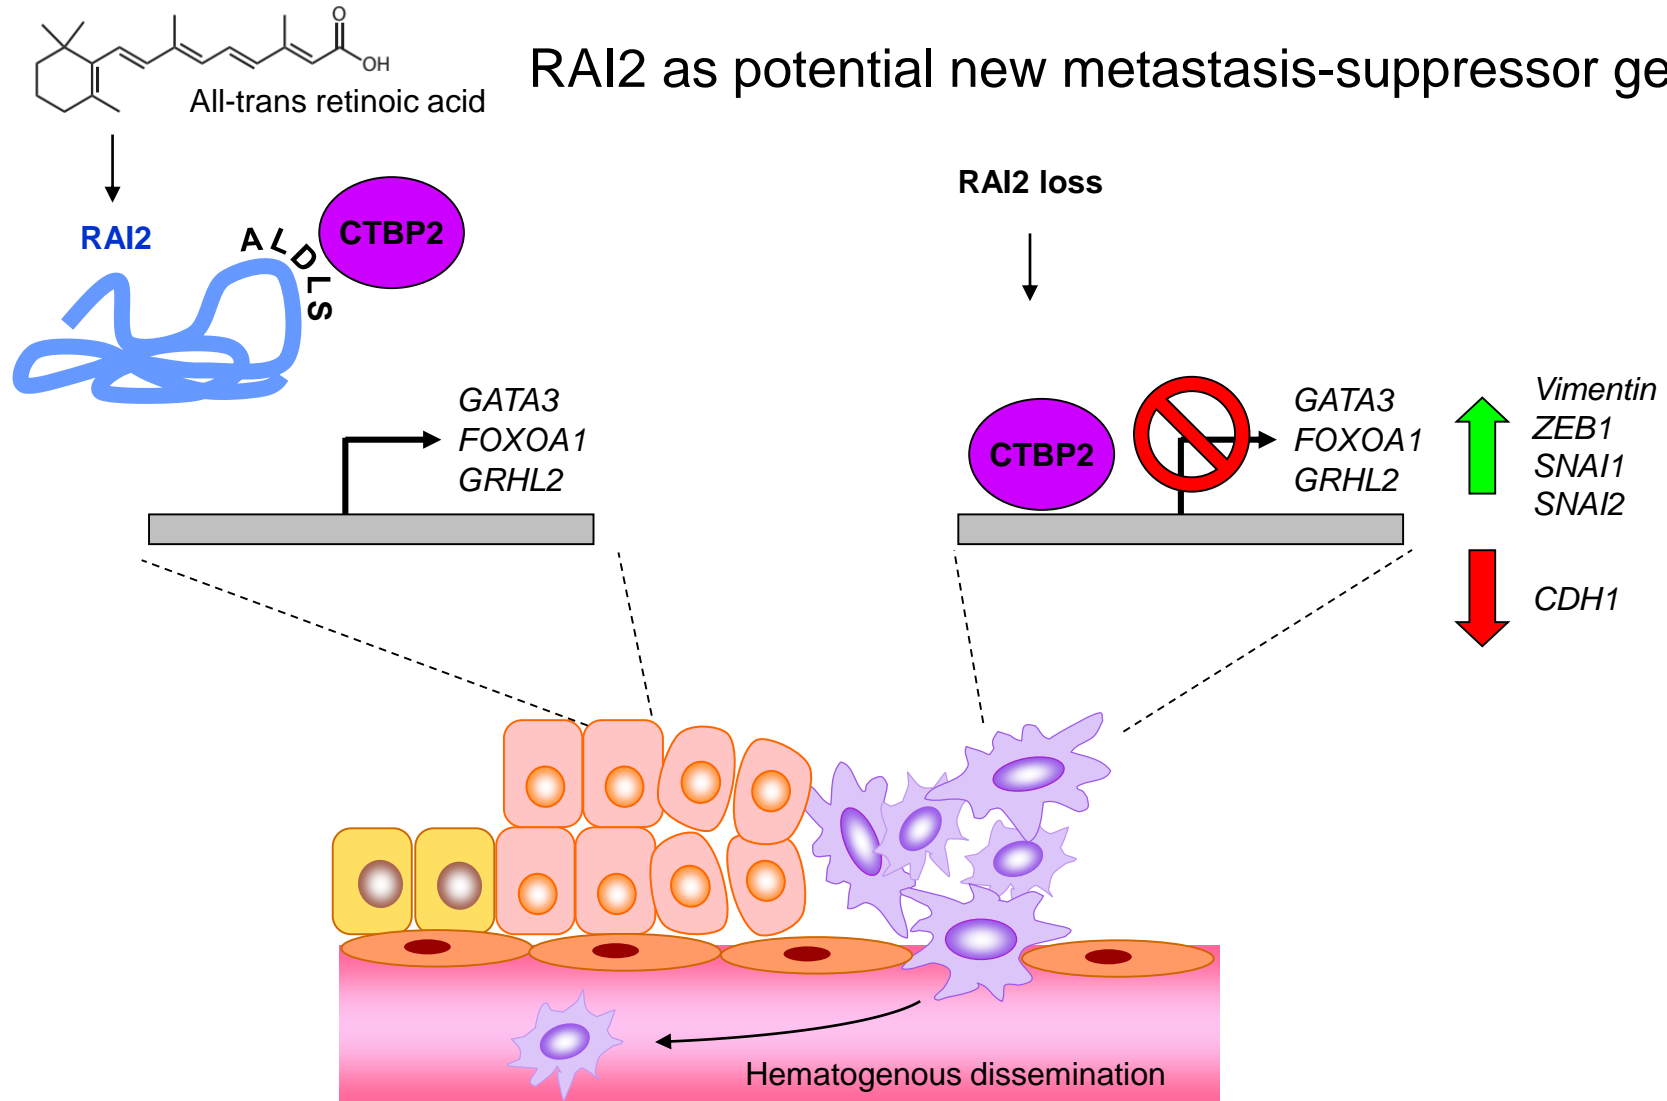 O
OH
All-trans retinoic acid
RAI2 as potential new metastasis-suppressor ge
RAI2
ALDLS
CTBP2
GATA3
FOXOA1
GRHL2
RAI2 loss
CTBP2
GATA3
FOXOA1
GRHL2
Vimentin
ZEB1
SNAI1
SNAI2
CDH1
Hematogenous dissemination